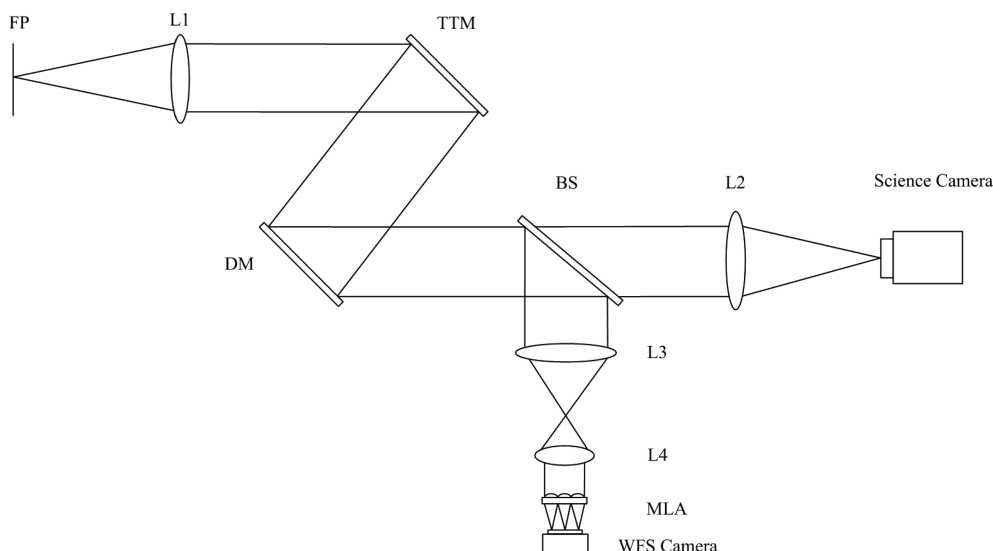 FP
L1
TTM
BS
L2
Science Camera
DM
L3
L4
MLA
WFS Camera